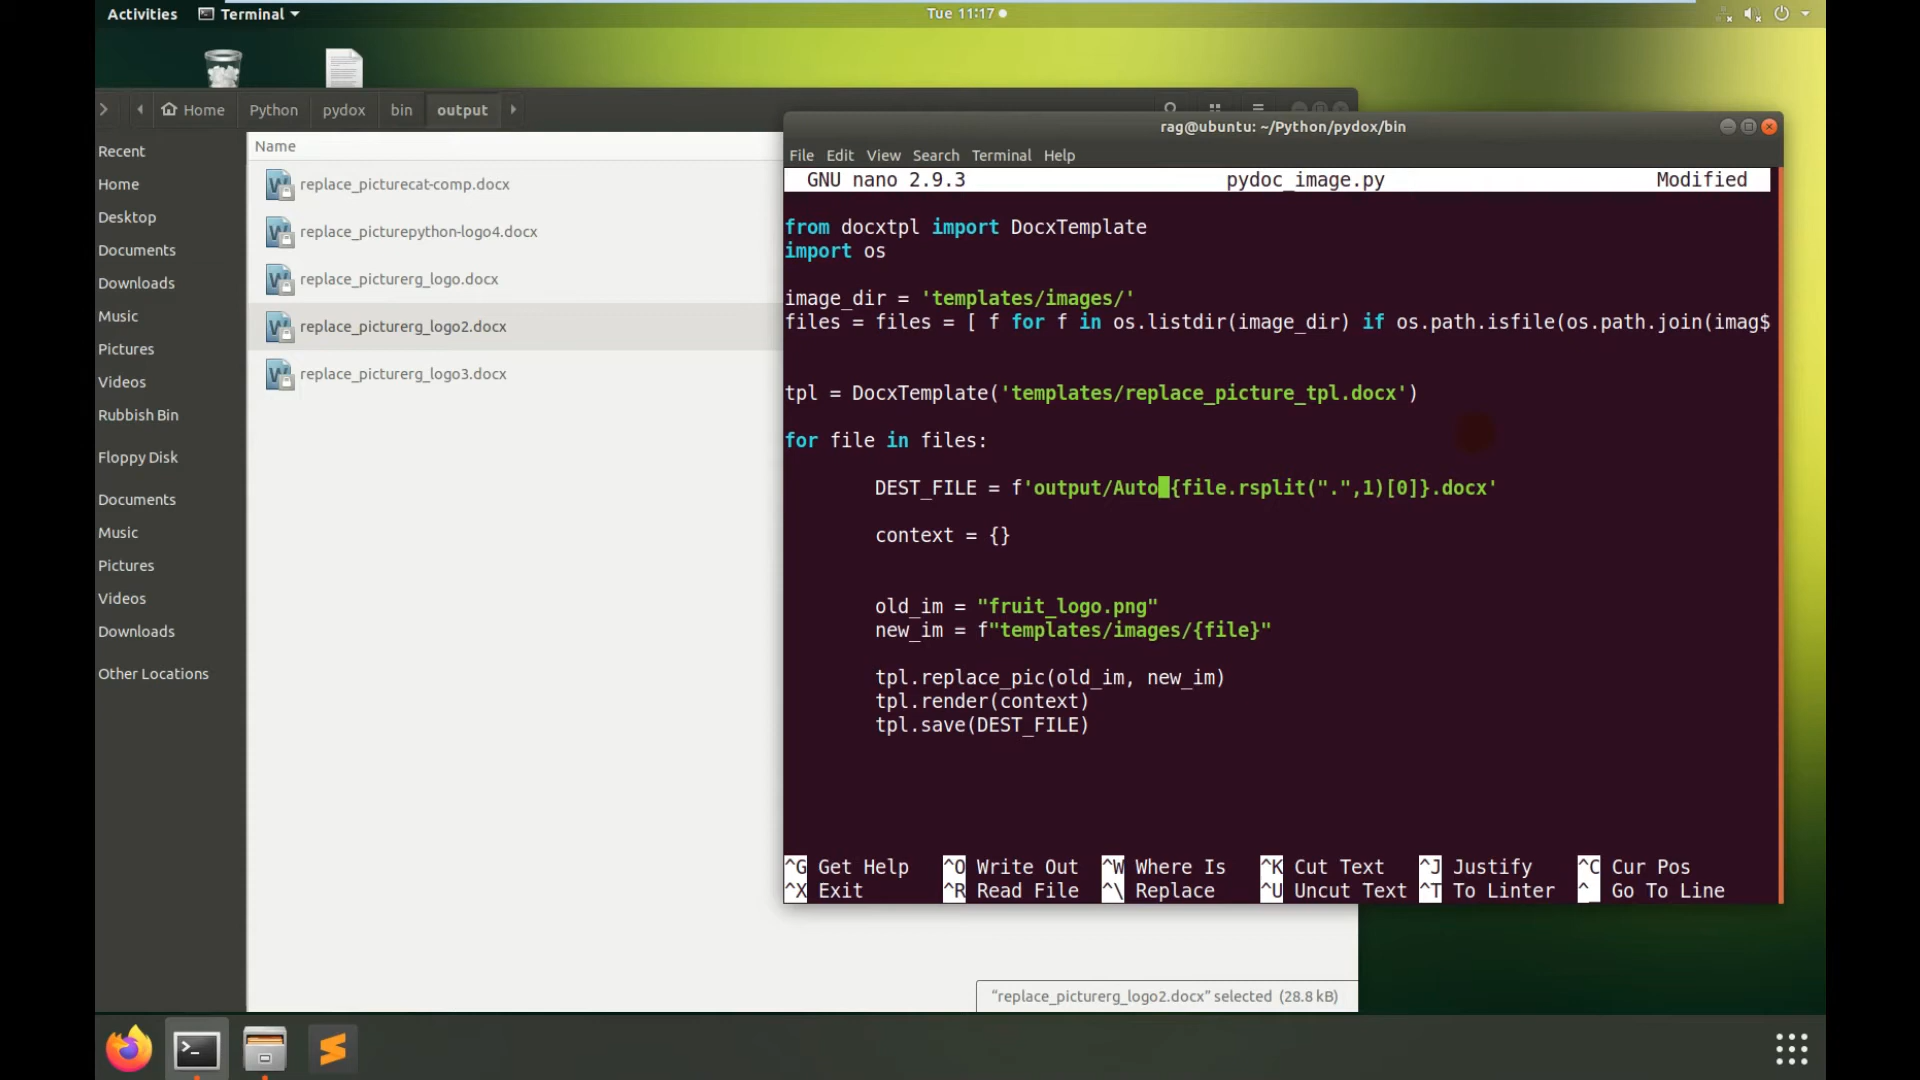 Activities Terminal Tue 11:17
Home Python pydox bin output
Name
Recent
Home
Desktop
Documents
Downloads
Music
Pictures
Videos
Rubbish Bin
Floppy Disk
Documents
Music
Pictures
Videos
Downloads
Other Locations
replace_picturecat-comp.docx
replace_picturepython-logo4.docx
replace_picturerg_logo.docx
replace_picturerg_logo2.docx
replace_picturerg_logo3.docx
"replace_picturerg_logo2.docx" selected (28.8 kB)
rag@ubuntu: ~/Python/pydox/bin
File Edit View Search Terminal Help
GNU nano 2.9.3 pydoc_image.py Modified
from docxtpl import DocxTemplate
import os
image_dir = 'templates/images/'
files = files = [ f for f in os.listdir(image_dir) if os.path.isfile(os.path.join(imag$
tpl = DocxTemplate('templates/replace_picture_tpl.docx')
for file in files:
DEST_FILE = f'output/Auto {file.rsplit(".",1)[0]}.docx'
context = {}
old_im = "fruit_logo.png"
new_im = f"templates/images/{file}"
tpl.replace_pic(old_im, new_im)
tpl.render(context)
tpl.save(DEST_FILE)
^G Get Help ^O Write Out ^W Where Is ^K Cut Text ^J Justify ^C Cur Pos
^X Exit ^R Read File ^\ Replace ^U Uncut Text ^T To Linter ^_ Go To Line